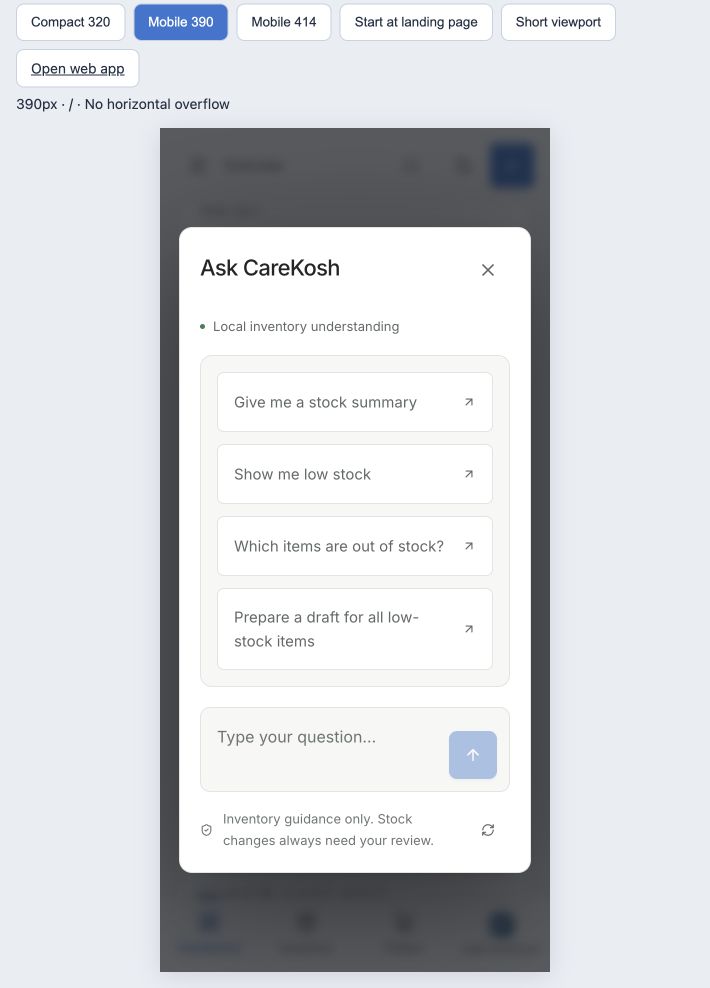 Compact 320
Mobile 390
Mobile 414
Start at landing page
Short viewport
Open web app
390px · / · No horizontal overflow
Ask CareKosh
Local inventory understanding
Give me a stock summary
Show me low stock
Which items are out of stock?
Prepare a draft for all low-
stock items
Type your question...
Inventory guidance only. Stock
changes always need your review.